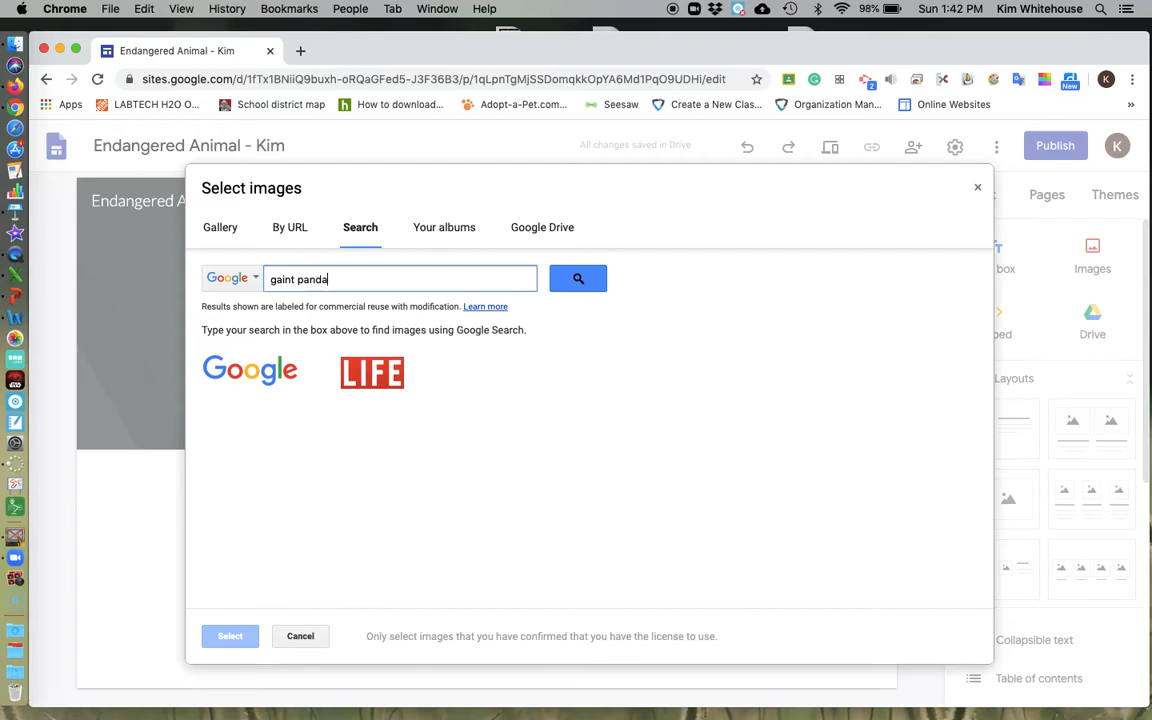 Chrome File Edit View History Bookmarks People Tab Window Help 98% Sun 1:42 PM Kim Whitehouse
Endangered Animal - Kim
sites.google.com/d/1fTx1BNiiQ9buxh-oRQaGFed5-J3F36B3/p/1qLpnTgMjSSDomqkkOpYA6Md1PqO9UDHi/edit
2
New
K
Apps LABTECH H2O O... School district map How to download... Adopt-a-Pet.com... Seesaw Create a New Clas... Organization Man... Online Websites »
Endangered Animal - Kim All changes saved in Drive Publish K
Select images
Pages Themes
Endangered A
Gallery By URL Search Your albums Google Drive
box Images
Google gaint panda
Results shown are labeled for commercial reuse with modification. Learn more
Type your search in the box above to find images using Google Search.
bed Drive
Google LIFE
Layouts
Select Cancel Only select images that you have confirmed that you have the license to use.
Collapsible text
Table of contents